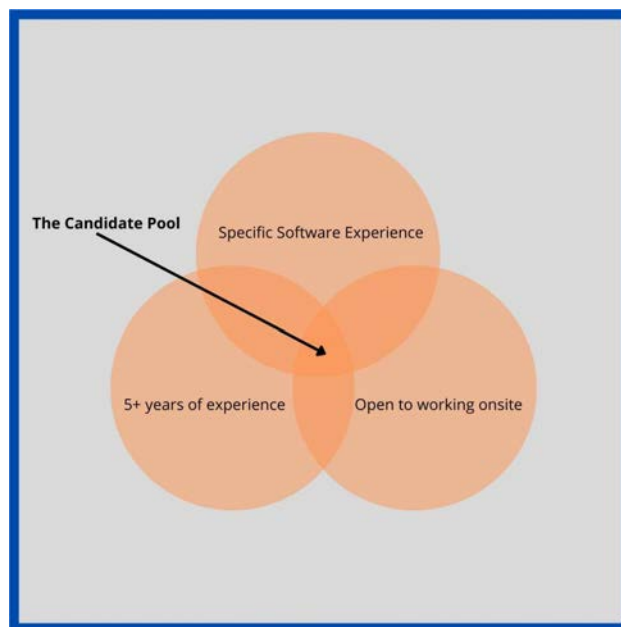 The Candidate Pool
Specific Software Experience
5+ years of experience
Open to working onsite